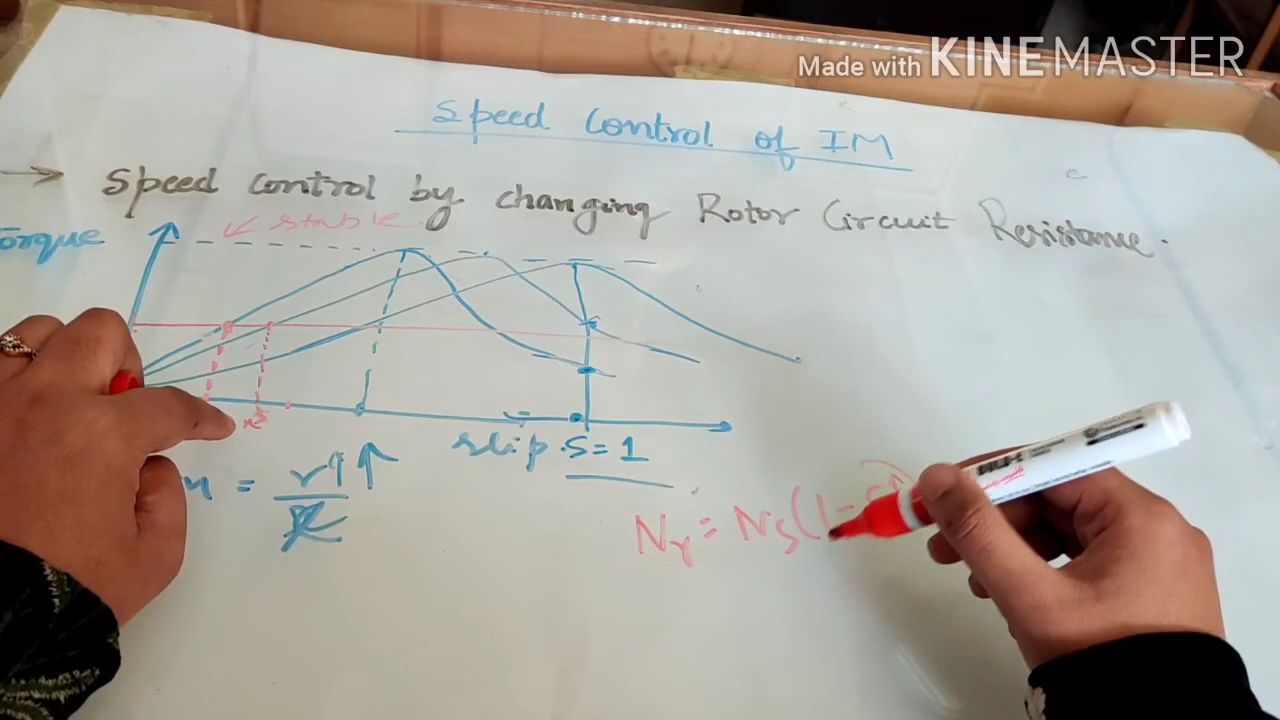 Made with KINEMASTER
Speed Control of IM
→ Speed Control by changing Rotor Circuit Resistance.
← stable
Torque
slip S=1
= r↑ ↑
Nr = Ns(1-